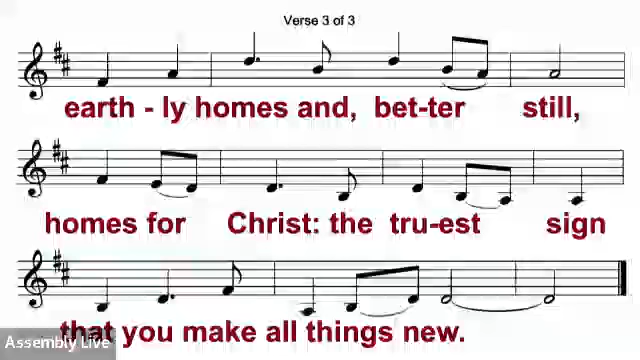 Verse 3 of 3
earth - ly homes and, bet-ter still,
homes for Christ: the tru-est sign
that you make all things new.
Assembly Live